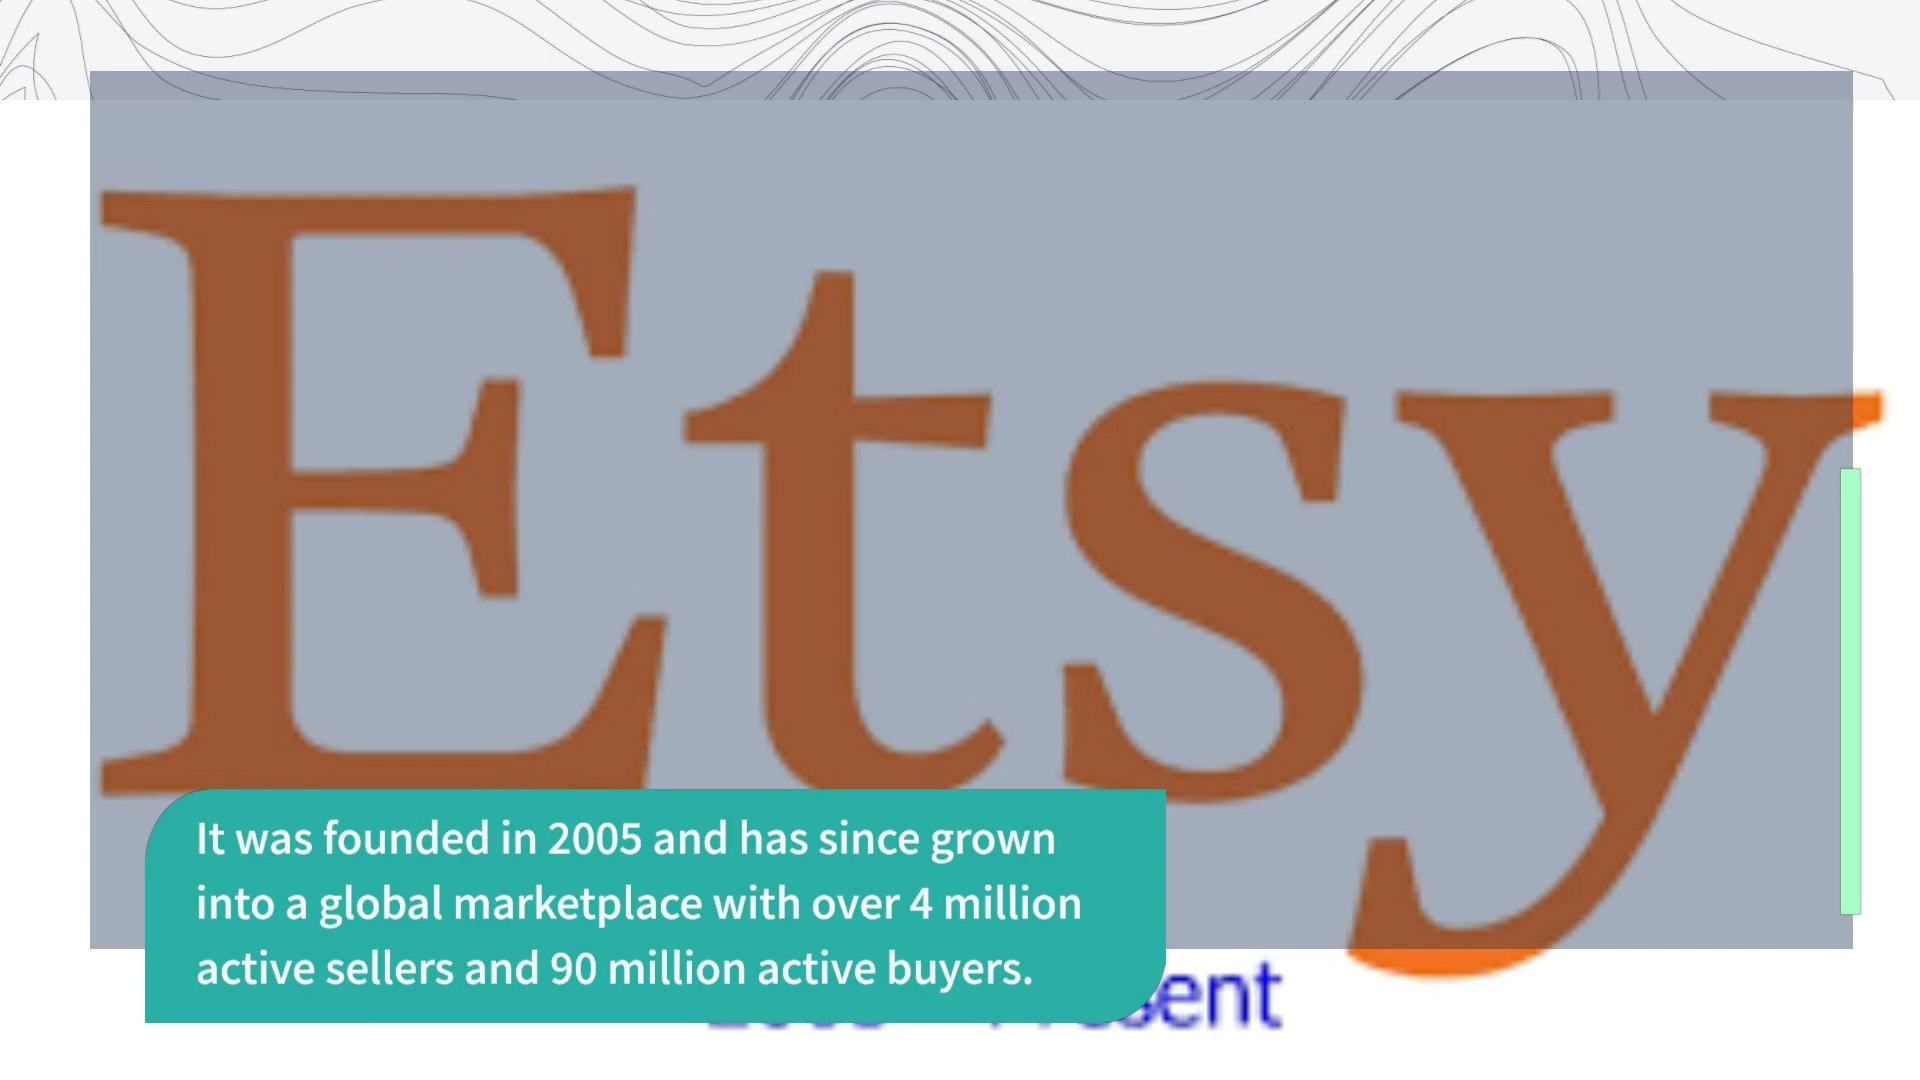 Etsy
It was founded in 2005 and has since grown
into a global marketplace with over 4 million
active sellers and 90 million active buyers.